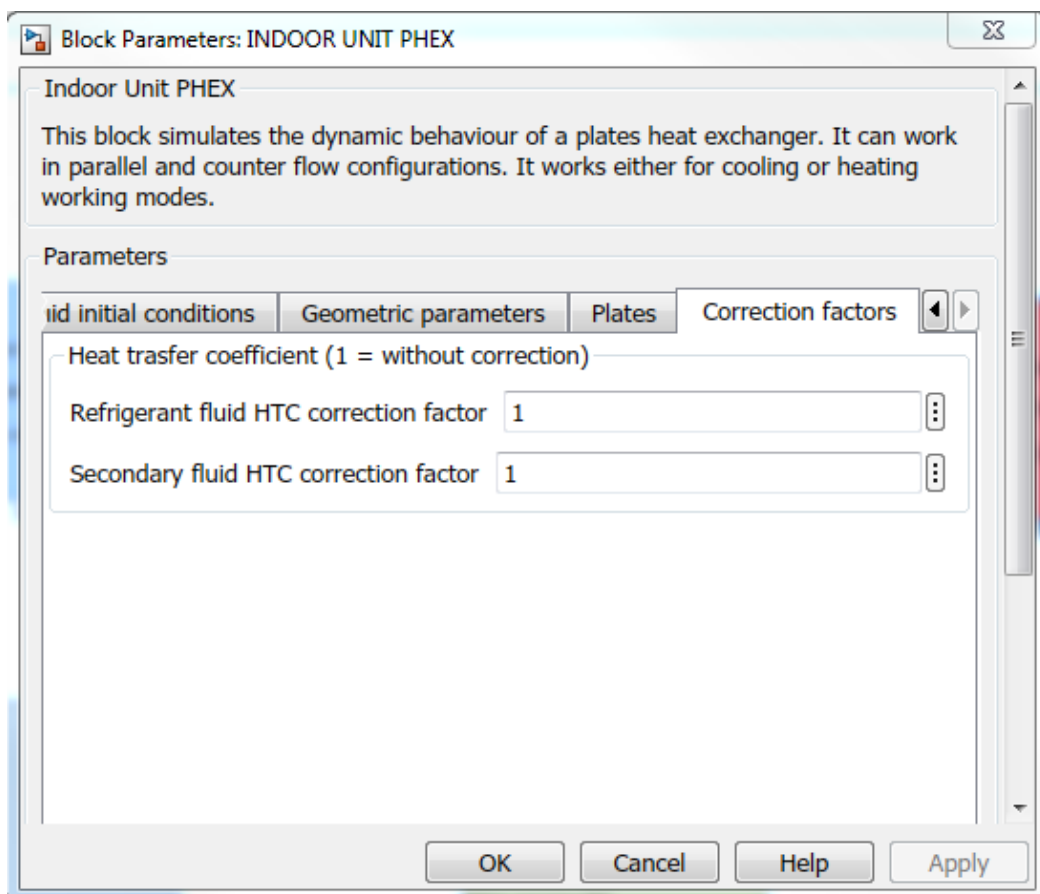 Block Parameters: INDOOR UNIT PHEX
Indoor Unit PHEX
This block simulates the dynamic behaviour of a plates heat exchanger. It can work
in parallel and counter flow configurations. It works either for cooling or heating
working modes.
Parameters
initial conditions Geometric parameters Plates Correction factors
Heat trasfer coefficient (1 = without correction)
Refrigerant fluid HTC correction factor 1
Secondary fluid HTC correction factor 1
OK Cancel Help Apply